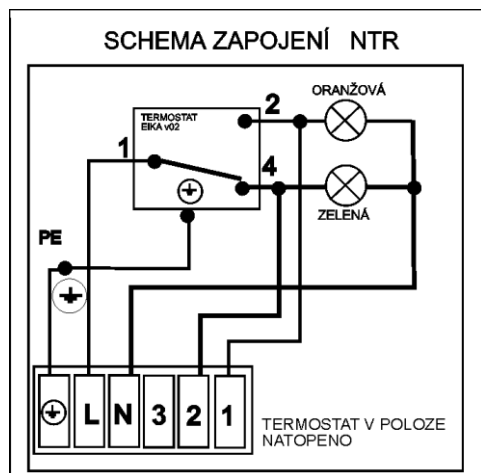 SCHEMA ZAPOJENÍ NTR
ORANŽOVÁ
2
TERMOSTAT
EIKA v02
1
4
ZELENÁ
PE
L N 3 2 1
TERMOSTAT V POLOZE
NATOPENO